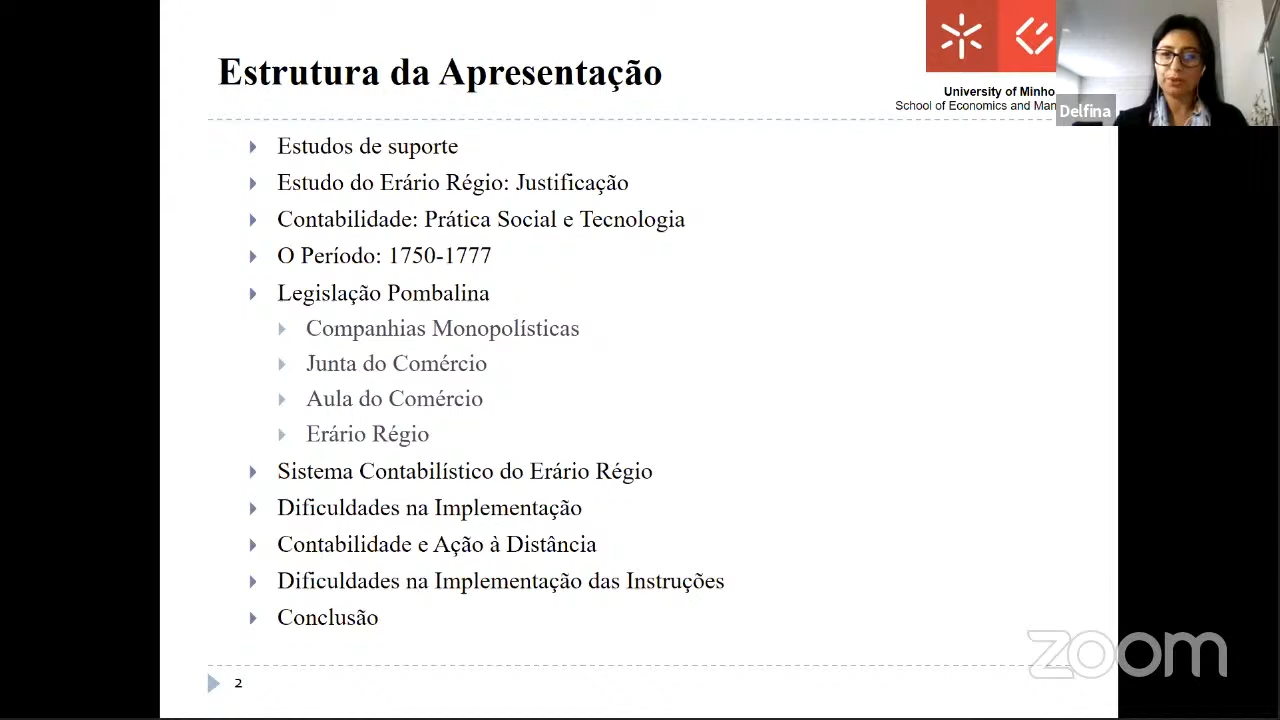 Estrutura da Apresentação
University of Minho
School of Economics and Man
Delfina
Estudos de suporte
Estudo do Erário Régio: Justificação
Contabilidade: Prática Social e Tecnologia
O Período: 1750-1777
Legislação Pombalina
Companhias Monopolísticas
Junta do Comércio
Aula do Comércio
Erário Régio
Sistema Contabilístico do Erário Régio
Dificuldades na Implementação
Contabilidade e Ação à Distância
Dificuldades na Implementação das Instruções
Conclusão
zoom
2